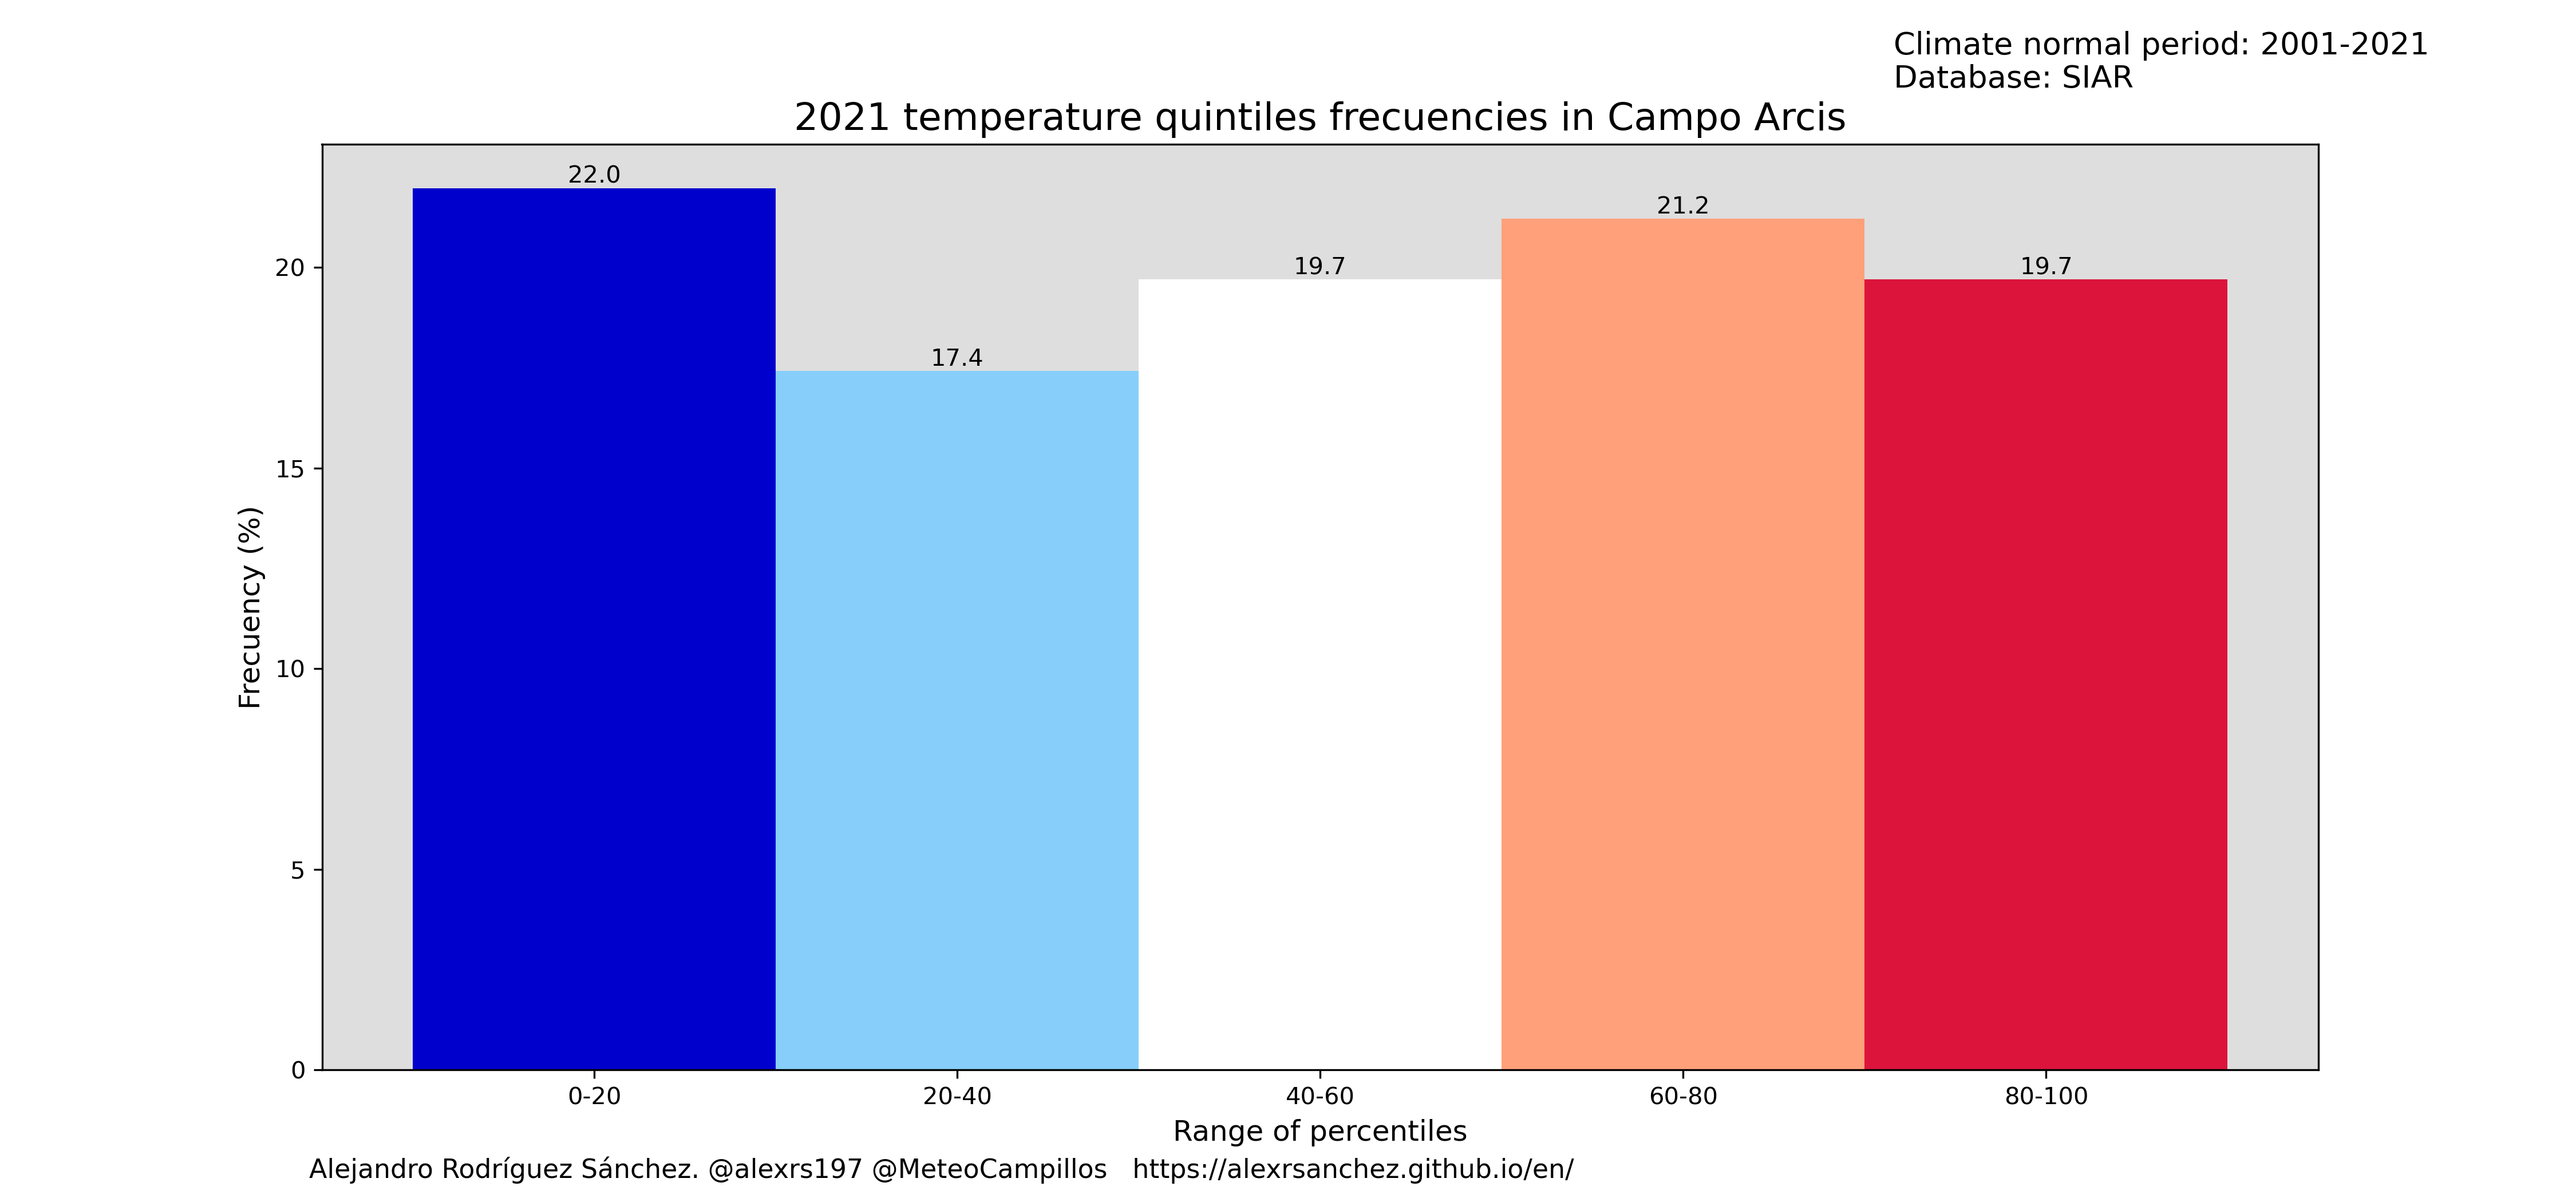 Climate normal period: 2001-2021
Database: SIAR
2021 temperature quintiles frecuencies in Campo Arcis
22.0
17.4
19.7
21.2
19.7
20
15
10
5
0
Frecuency (%)
0-20
20-40
40-60
60-80
80-100
Range of percentiles
Alejandro Rodríguez Sánchez. @alexrs197 @MeteoCampillos   https://alexrsanchez.github.io/en/